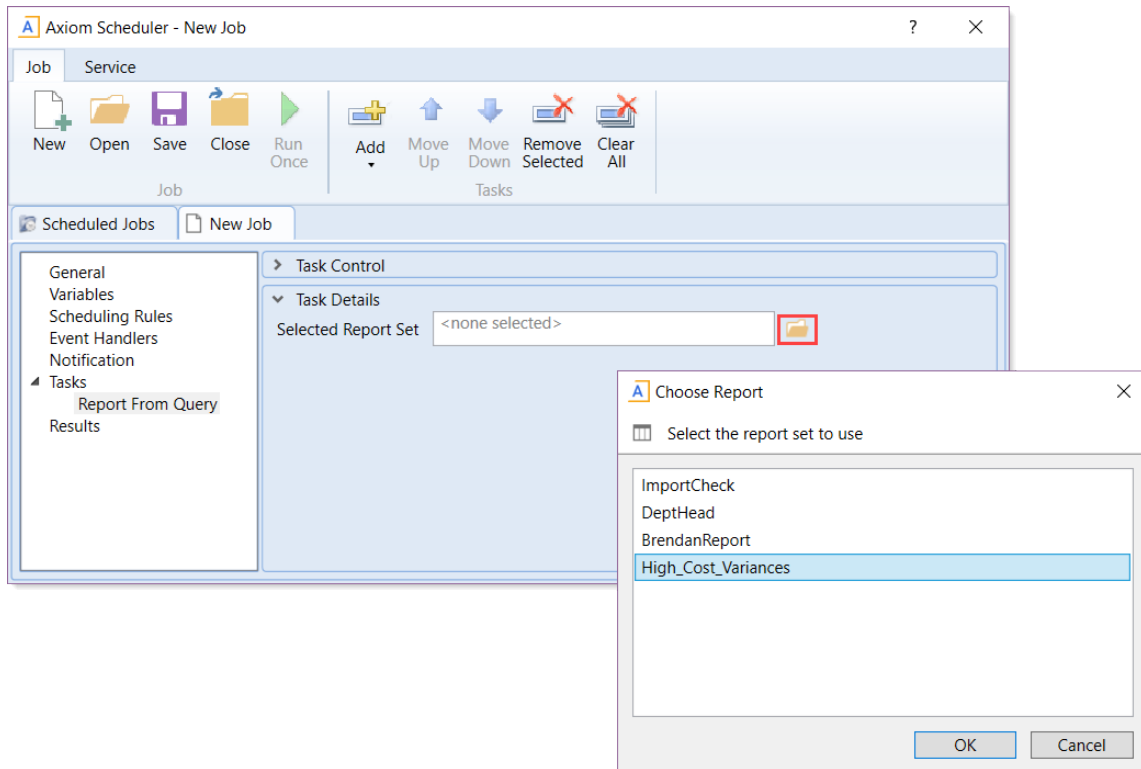 A Axiom Scheduler - New Job ?
Job Service
New Open Save Close Run Once Add Move Up Move Down Remove Selected Clear All
Job Tasks
Scheduled Jobs New Job
General
Variables
Scheduling Rules
Event Handlers
Notification
Tasks
Report From Query
Results
Task Control
Task Details
Selected Report Set <none selected>
A Choose Report
Select the report set to use
ImportCheck
DeptHead
BrendanReport
High_Cost_Variances
OK Cancel